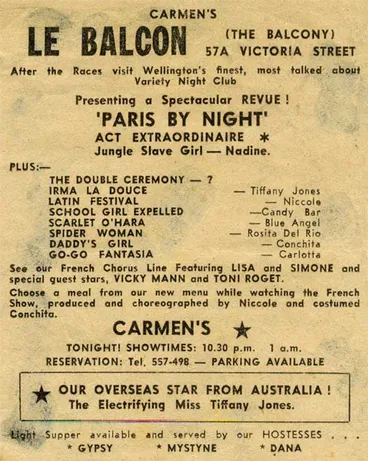 CARMEN'S
LE BALCON (THE BALCONY)
57A VICTORIA STREET
After the Races visit Wellington's finest, most talked about
Variety Night Club
Presenting a Spectacular REVUE !
'PARIS BY NIGHT'
ACT EXTRAORDINAIRE *
Jungle Slave Girl — Nadine.
PLUS:—
THE DOUBLE CEREMONY — ?
IRMA LA DOUCE — Tiffany Jones
LATIN FESTIVAL — Niccole
SCHOOL GIRL EXPELLED —Candy Bar
SCARLET O'HARA — Blue Angel
SPIDER WOMAN — Rosita Del Rio
DADDY'S GIRL — Conchita
GO-GO FANTASIA — Carlotta
See our French Chorus Line Featuring LISA and SIMONE and
special guest stars, VICKY MANN and TONI ROGET.
Choose a meal from our new menu while watching the French
Show, produced and choreographed by Niccole and costumed
Conchita.
CARMEN'S ★
TONIGHT! SHOWTIMES: 10.30 p.m. 1 a.m.
RESERVATION: Tel. 557-498 — PARKING AVAILABLE
★ OUR OVERSEAS STAR FROM AUSTRALIA !
The Electrifying Miss Tiffany Jones.
Light Supper available and served by our HOSTESSES . . .
* GYPSY * MYSTYNE * DANA